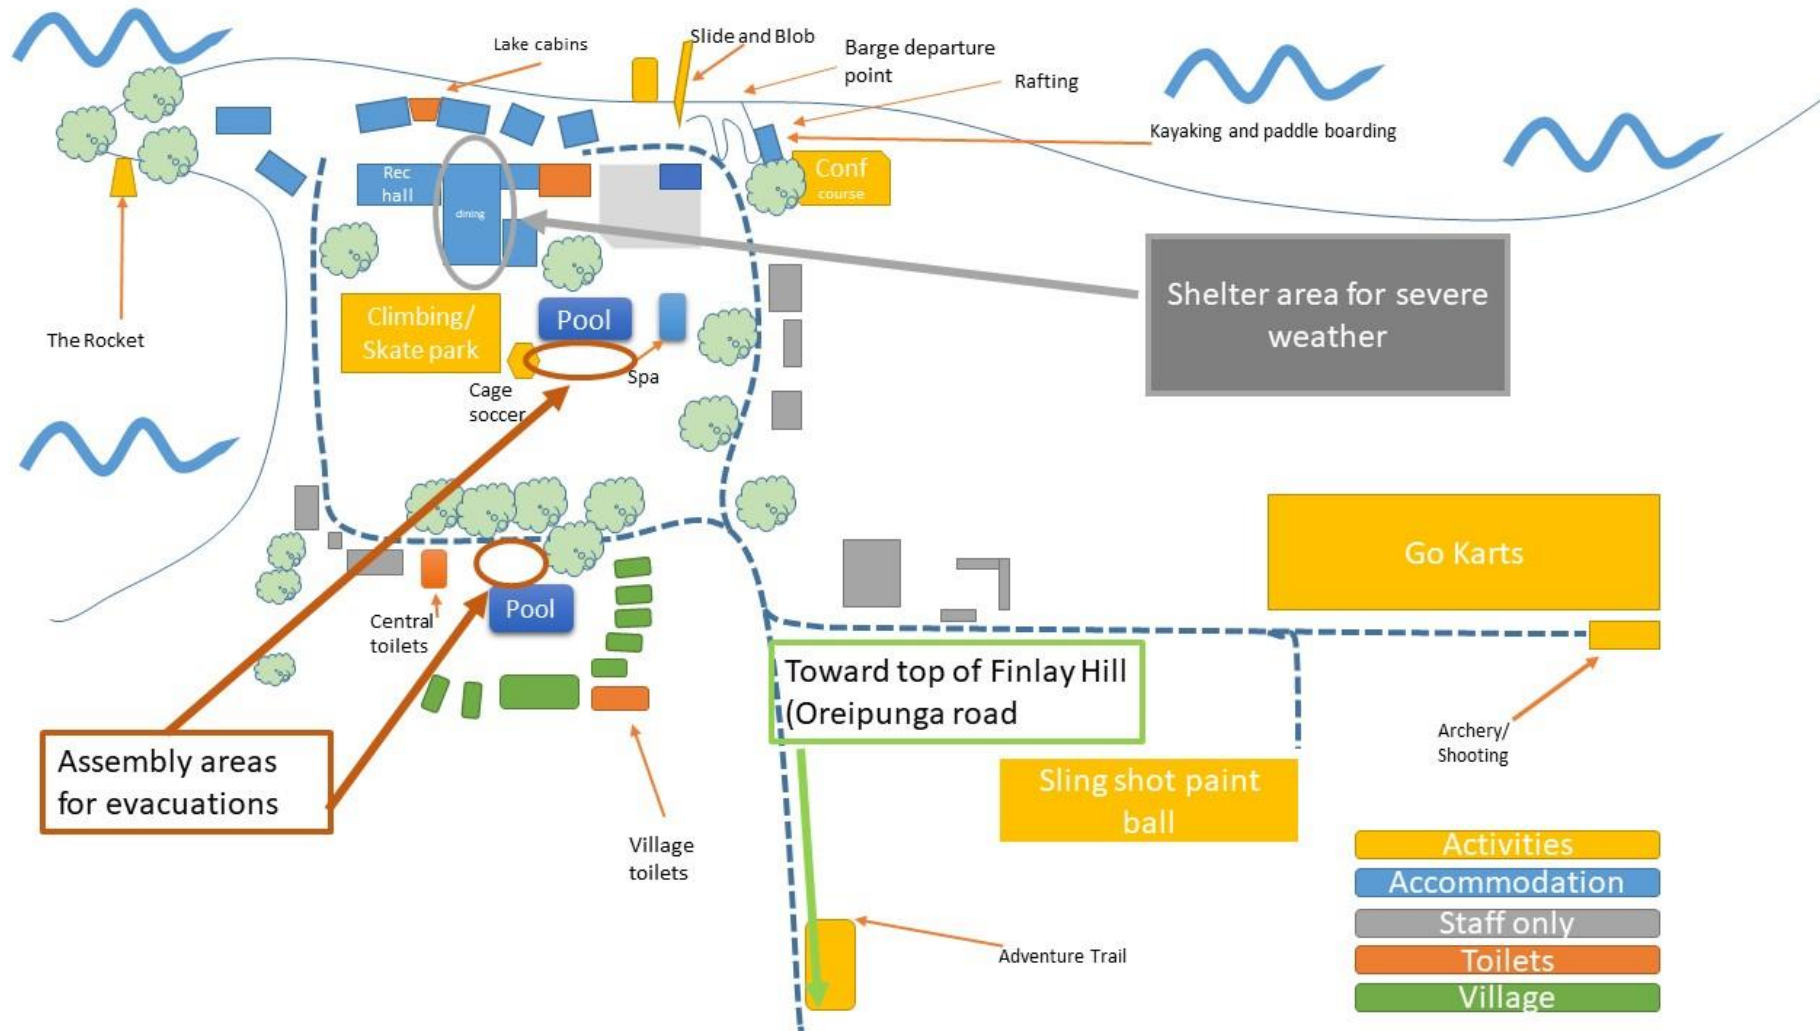 Lake cabins
Slide and Blob
Barge departure
point
Rafting
Kayaking and paddle boarding
Rec
hall
dining
Conf
course
Shelter area for severe
weather
The Rocket
Climbing/
Skate park
Pool
Spa
Cage
soccer
Go Karts
Pool
Central
toilets
Toward top of Finlay Hill
(Oreipunga road
Archery/
Shooting
Assembly areas
for evacuations
Sling shot paint
ball
Village
toilets
Adventure Trail
Activities
Accommodation
Staff only
Toilets
Village